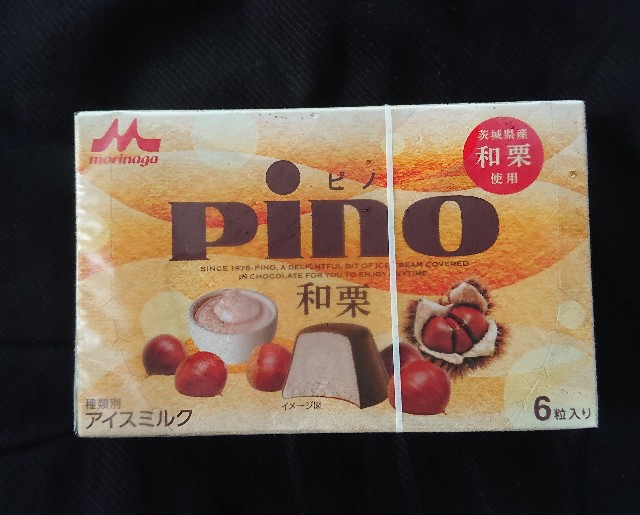 morinaga
茨城県産
和栗
使用
ピノ
pino
SINCE 1976-PINO, A DELIGHTFUL BIT OF ICE CREAM COVERED
IN CHOCOLATE FOR YOU TO ENJOY ANYTIME.
和栗
イメージ図
種類別
アイスミルク
6粒入り